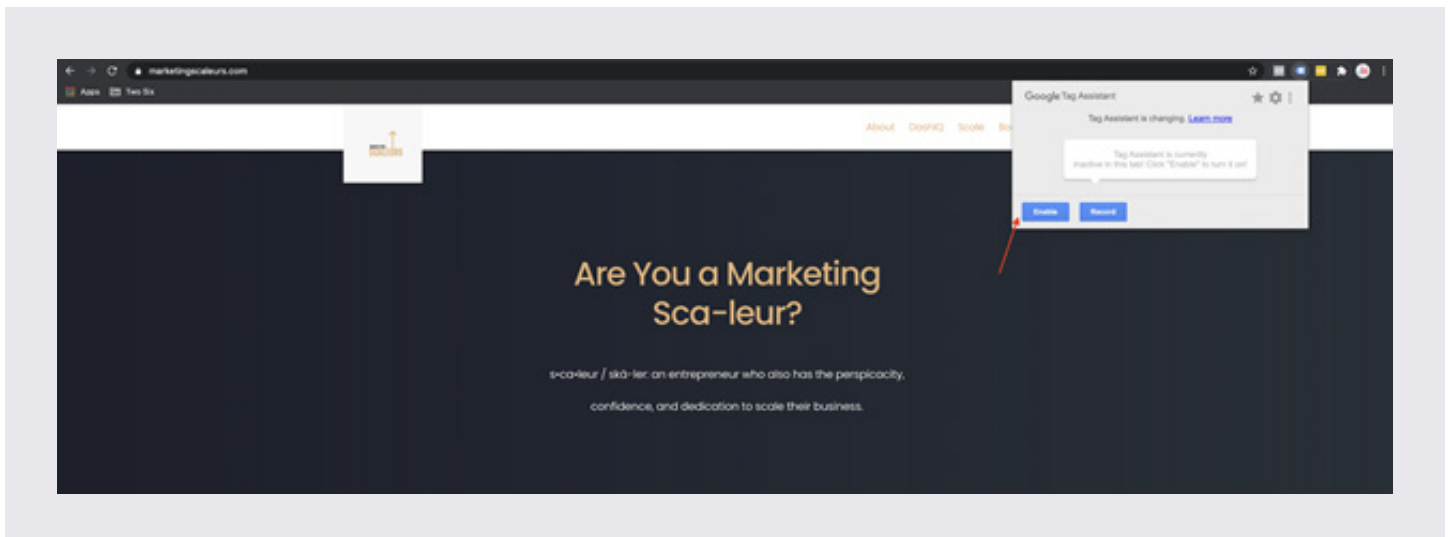 marketingscaleurs.com
Apps Two Six
Google Tag Assistant
Tag Assistant is changing. Learn more
Tag Assistant is currently
inactive in this tab! Click "Enable" to turn it on!
Enable Record
About DashIQ Scale
SCALEURS
Are You a Marketing
Sca-leur?
s•ca•leur / skā-ler: an entrepreneur who also has the perspicacity,
confidence, and dedication to scale their business.